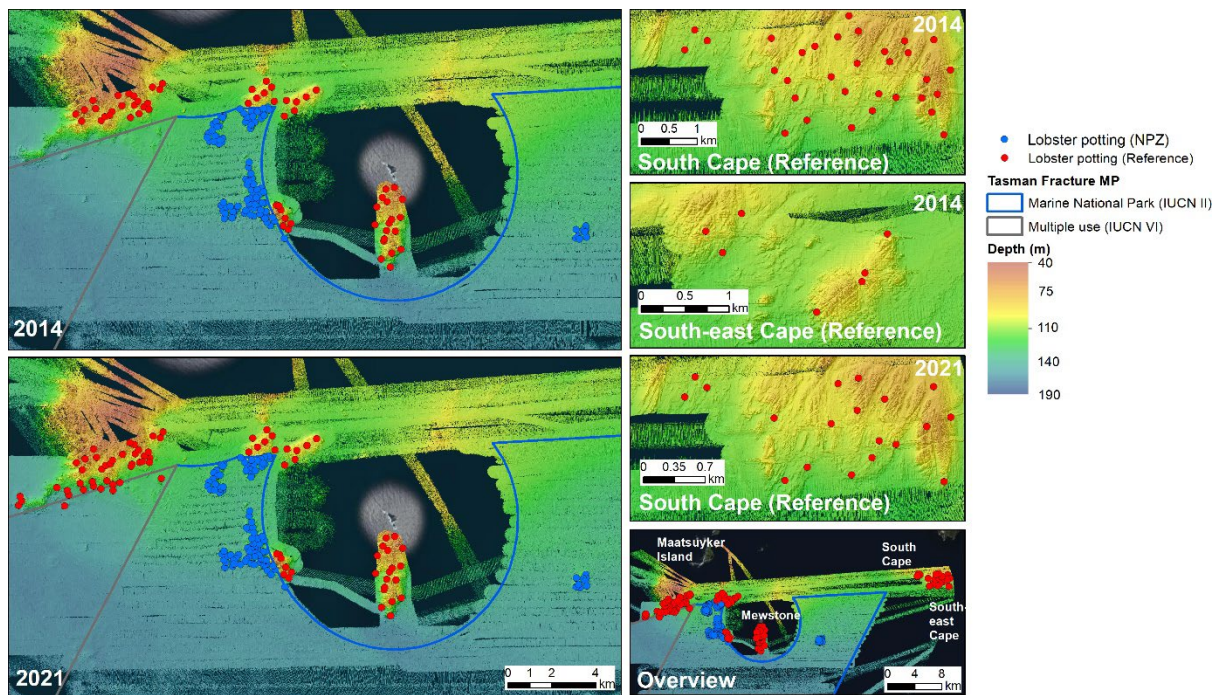 2014
2021
0 1 2 4
km
2014
0 0.5 1
km
South Cape (Reference)
2014
0 0.5 1
km
South-east Cape (Reference)
2021
0 0.35 0.7
km
South Cape (Reference)
Maatsuyker
Island
South
Cape
Mewstone
South-
east
Cape
Overview
0 4 8
km
Lobster potting (NPZ)
Lobster potting (Reference)
Tasman Fracture MP
Marine National Park (IUCN II)
Multiple use (IUCN VI)
Depth (m)
40
75
110
140
190